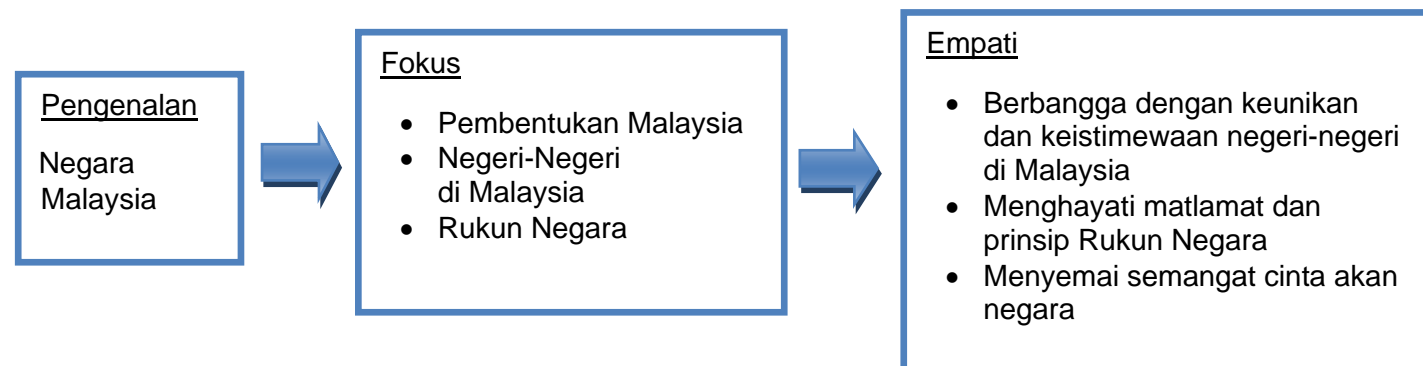 Pengenalan
Negara
Malaysia
Fokus
• Pembentukan Malaysia
• Negeri-Negeri
di Malaysia
• Rukun Negara
Empati
• Berbangga dengan keunikan
dan keistimewaan negeri-negeri
di Malaysia
• Menghayati matlamat dan
prinsip Rukun Negara
• Menyemai semangat cinta akan
negara